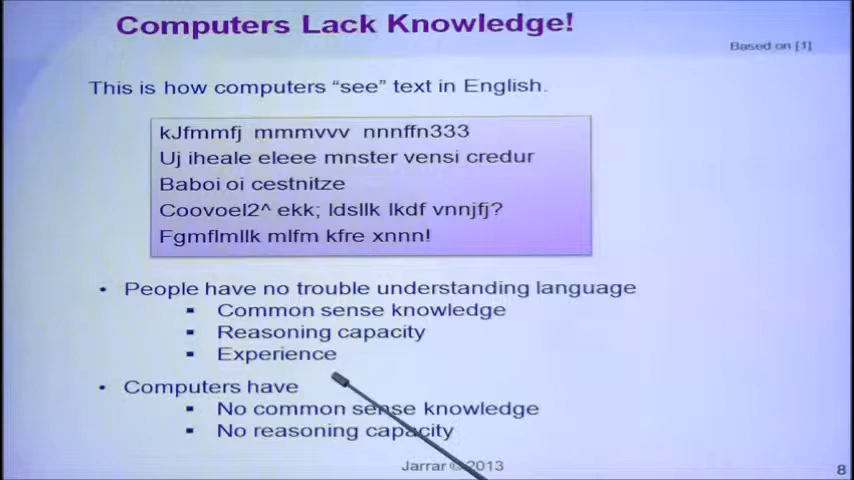 Computers Lack Knowledge!
Based on [1]
This is how computers “see” text in English.
kJfmmfj mmmvvv nnnffn333
Uj iheale eleee mnster vensi credur
Baboi oi cestnitze
Coovoel2^ ekk; ldsllk lkdf vnnjfj?
Fgmflmllk mlfm kfre xnnn!
• People have no trouble understanding language
▪ Common sense knowledge
▪ Reasoning capacity
▪ Experience
• Computers have
▪ No common sense knowledge
▪ No reasoning capacity
Jarrar © 2013
8